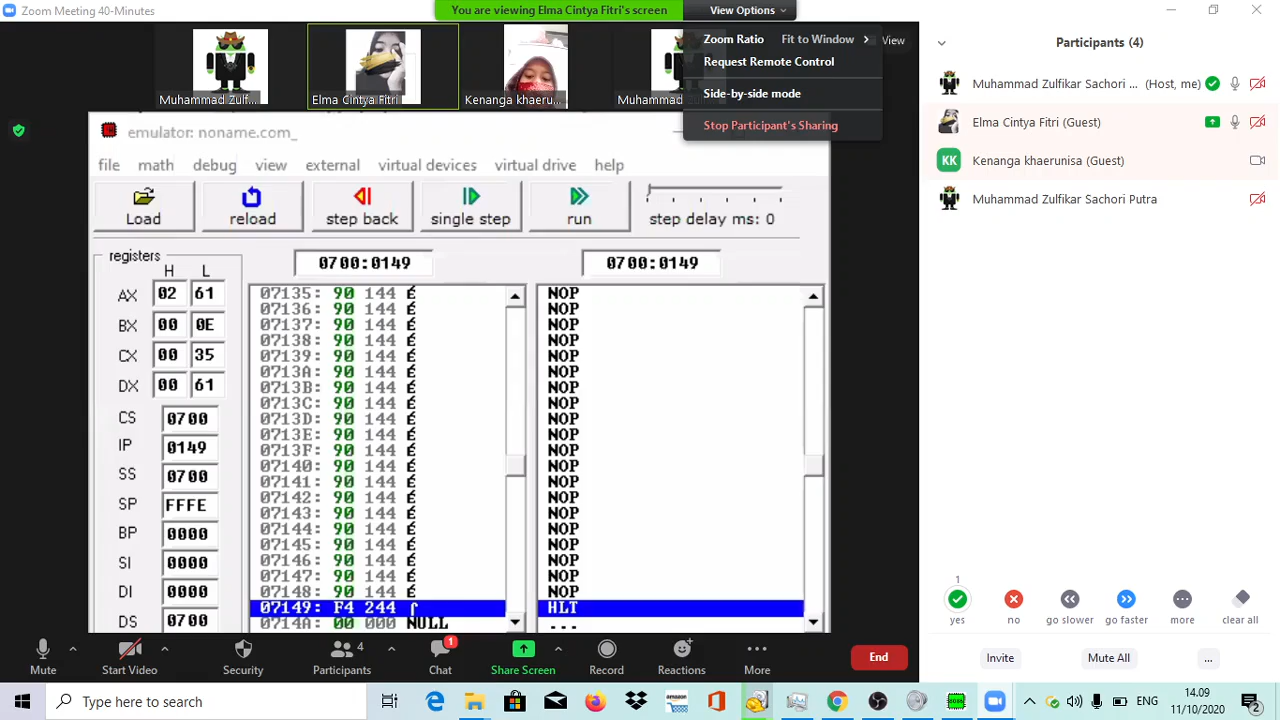 Zoom Meeting 40-Minutes
You are viewing Elma Cintya Fitri's screen
View Options
Zoom Ratio Fit to Window
Request Remote Control
Side-by-side mode
Stop Participant's Sharing
View
Muhammad Zulf...
Elma Cintya Fitri
Kenanga khaeru...
Muhammad Zulf...
emulator: noname.com_
file math debug view external virtual devices virtual drive help
Load reload step back single step run step delay ms: 0
registers 0700:0149 0700:0149
H L
AX 02 61
BX 00 0E
CX 00 35
DX 00 61
CS 0700
IP 0149
SS 0700
SP FFFE
BP 0000
SI 0000
DI 0000
DS 0700
07135: 90 144 É NOP
07136: 90 144 É NOP
07137: 90 144 É NOP
07138: 90 144 É NOP
07139: 90 144 É NOP
0713A: 90 144 É NOP
0713B: 90 144 É NOP
0713C: 90 144 É NOP
0713D: 90 144 É NOP
0713E: 90 144 É NOP
0713F: 90 144 É NOP
07140: 90 144 É NOP
07141: 90 144 É NOP
07142: 90 144 É NOP
07143: 90 144 É NOP
07144: 90 144 É NOP
07145: 90 144 É NOP
07146: 90 144 É NOP
07147: 90 144 É NOP
07148: 90 144 É NOP
07149: F4 244 ⌠ HLT
0714A: 00 000 NULL ...
Participants (4)
Muhammad Zulfikar Sachori ... (Host, me)
Elma Cintya Fitri (Guest)
KK Kenanga khaerunisa (Guest)
Muhammad Zulfikar Sachori Putra
1
yes no go slower go faster more clear all
Invite Mute All ...
Mute Start Video Security Participants 4 Chat 1 Share Screen Record Reactions More End
Type here to search
amazon
ENG
14.09
11/10/2020
2